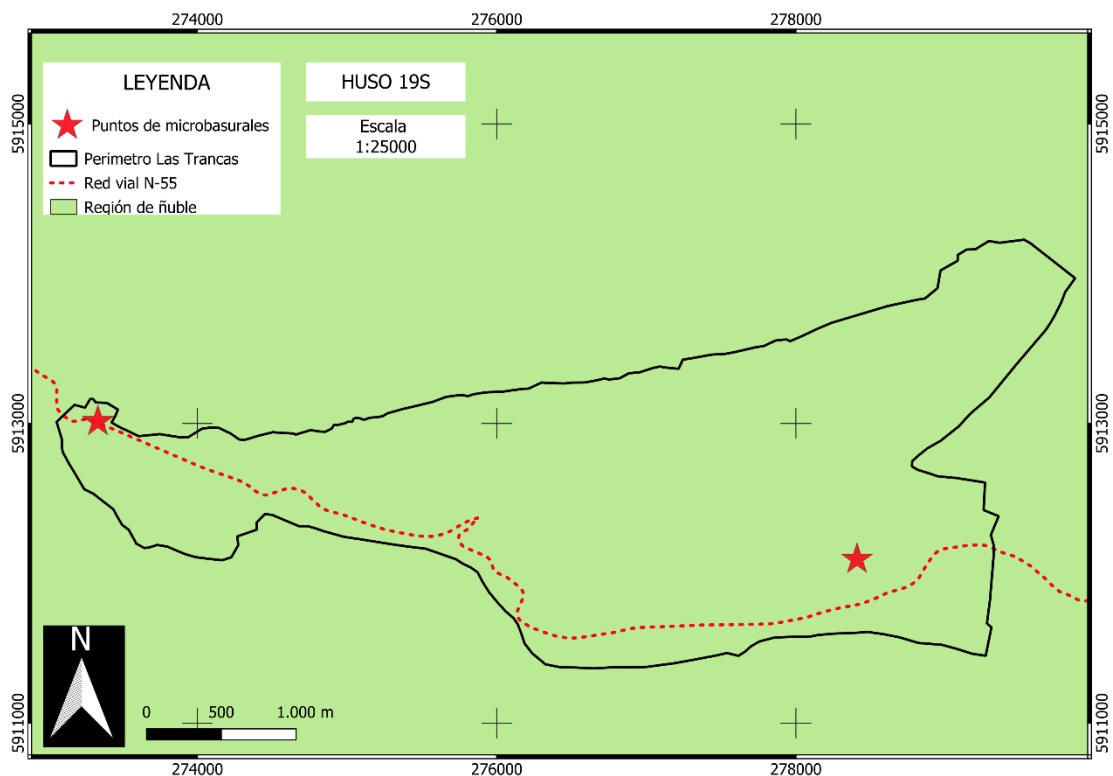 274000 276000 278000
LEYENDA
Puntos de microbasurales
Perimetro Las Trancas
Red vial N-55
Región de ñuble
HUSO 19S
Escala
1:25000
5915000 5915000
5913000 5913000
5911000 5911000
N
0 500 1.000 m
274000 276000 278000